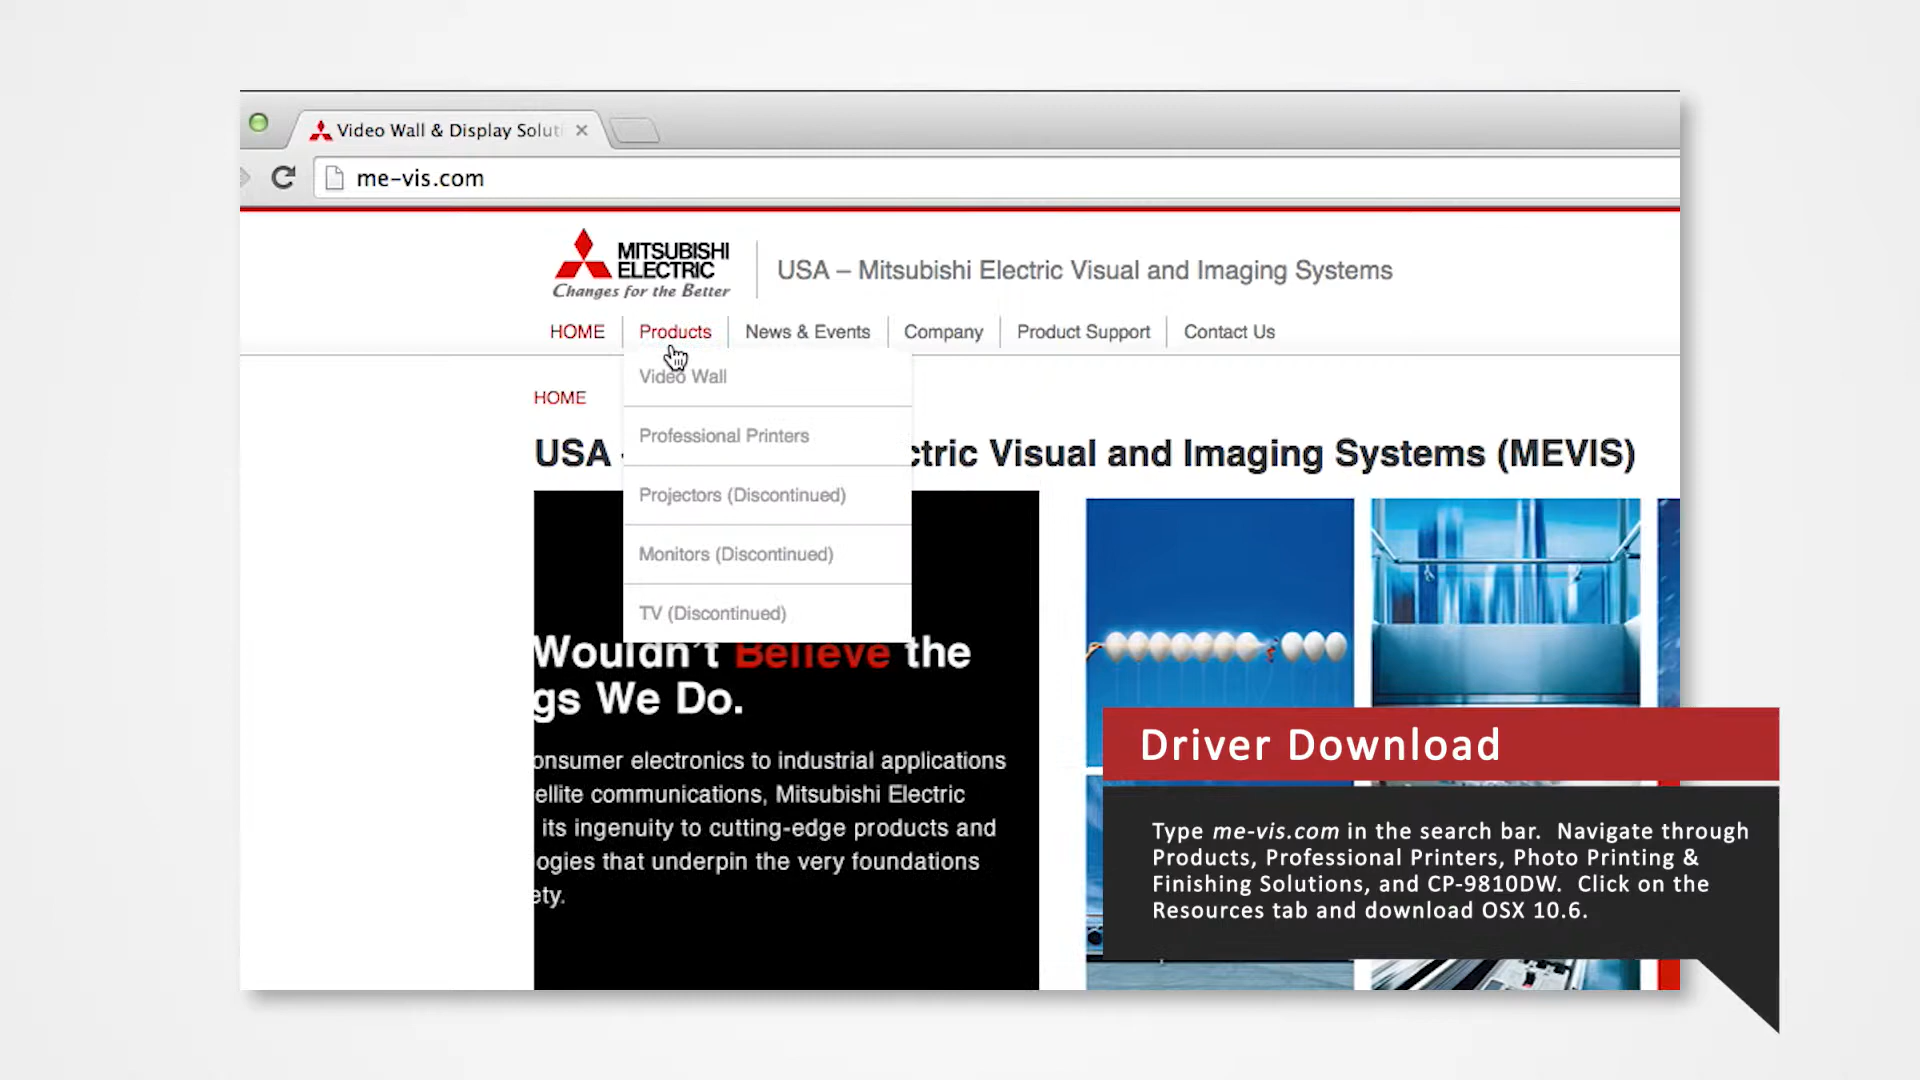 Video Wall & Display Solut
me-vis.com
MITSUBISHI
ELECTRIC
Changes for the Better
USA – Mitsubishi Electric Visual and Imaging Systems
HOME Products News & Events Company Product Support Contact Us
Video Wall
Professional Printers
Projectors (Discontinued)
Monitors (Discontinued)
TV (Discontinued)
HOME
USA - ctric Visual and Imaging Systems (MEVIS)
Wouldn't Believe the
gs We Do.
onsumer electronics to industrial applications
ellite communications, Mitsubishi Electric
its ingenuity to cutting-edge products and
ogies that underpin the very foundations
ety.
Driver Download
Type me-vis.com in the search bar. Navigate through
Products, Professional Printers, Photo Printing &
Finishing Solutions, and CP-9810DW. Click on the
Resources tab and download OSX 10.6.